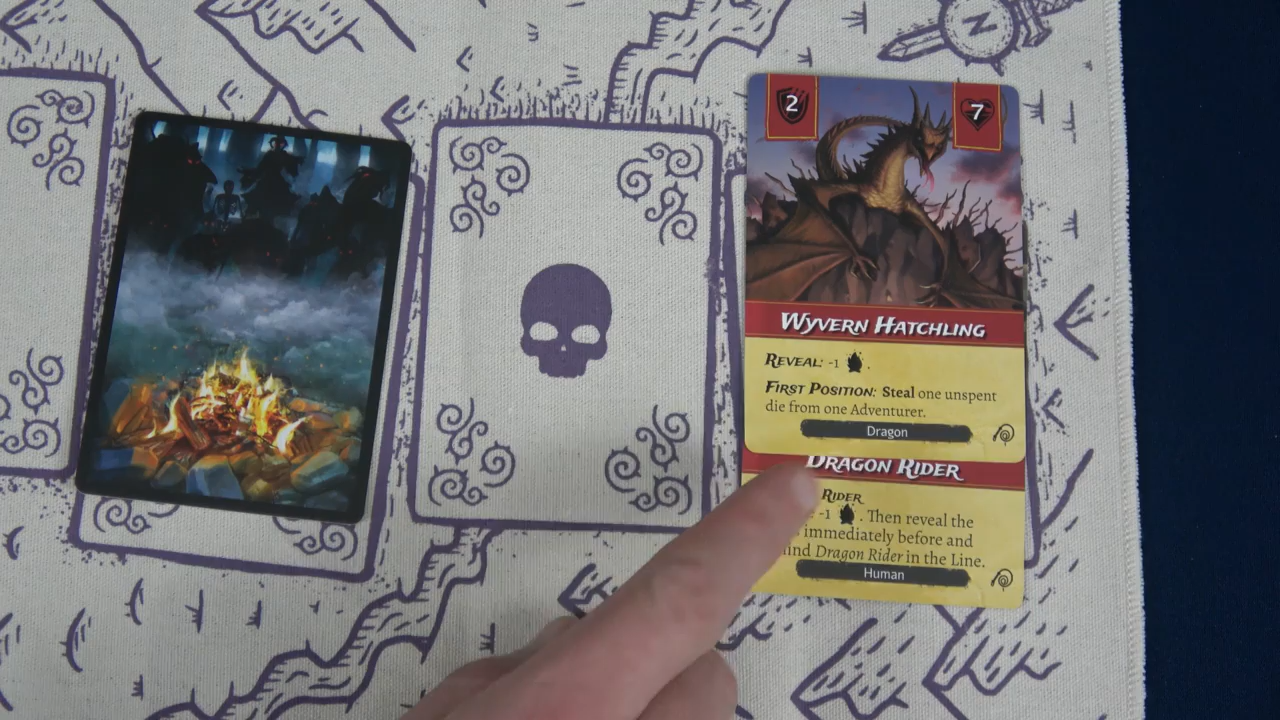 N
2
7
WYVERN HATCHLING
REVEAL: -1 .
FIRST POSITION: Steal one unspent
die from one Adventurer.
Dragon
DRAGON RIDER
RIDER
-1 . Then reveal the
immediately before and
Dragon Rider in the Line.
Human